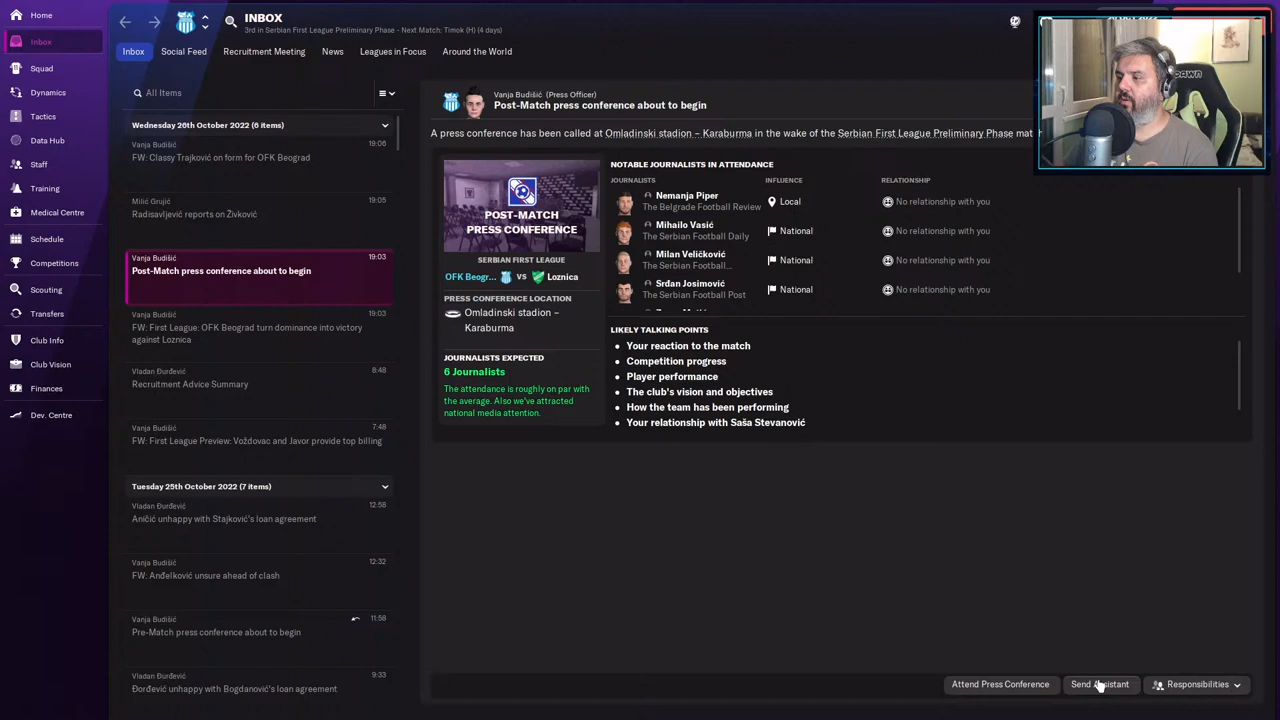 Home
Inbox
Squad
Dynamics
Tactics
Data Hub
Staff
Training
Medical Centre
Schedule
Competitions
Scouting
Transfers
Club Info
Club Vision
Finances
Dev. Centre
INBOX
3rd in Serbian First League Preliminary Phase - Next Match: Timok (H) (4 days)
Inbox
Social Feed
Recruitment Meeting
News
Leagues in Focus
Around the World
All Items
Wednesday 26th October 2022 (6 items)
Vanja Budišić 19:06
FW: Classy Trajković on form for OFK Beograd
Milić Grujić 19:05
Radisavljević reports on Živković
Vanja Budišić 19:03
Post-Match press conference about to begin
Vanja Budišić 19:03
FW: First League: OFK Beograd turn dominance into victory
against Loznica
Vladan Đurđević 8:48
Recruitment Advice Summary
Vanja Budišić 7:48
FW: First League Preview: Voždovac and Javor provide top billing
Tuesday 25th October 2022 (7 items)
Vladan Đurđević 12:58
Aničić unhappy with Stajković's loan agreement
Vanja Budišić 12:32
FW: Anđelković unsure ahead of clash
Vanja Budišić 11:58
Pre-Match press conference about to begin
Vladan Đurđević 9:33
Đorđević unhappy with Bogdanović's loan agreement
Vanja Budišić (Press Officer)
Post-Match press conference about to begin
A press conference has been called at Omladinski stadion – Karaburma in the wake of the Serbian First League Preliminary Phase
POST-MATCH
PRESS CONFERENCE
SERBIAN FIRST LEAGUE
OFK Beogr... VS Loznica
PRESS CONFERENCE LOCATION
Omladinski stadion –
Karaburma
JOURNALISTS EXPECTED
6 Journalists
The attendance is roughly on par with
the average. Also we've attracted
national media attention.
NOTABLE JOURNALISTS IN ATTENDANCE
JOURNALISTS INFLUENCE RELATIONSHIP
Nemanja Piper
The Belgrade Football Review
Local
No relationship with you
Mihailo Vasić
The Serbian Football Daily
National
No relationship with you
Milan Veličković
The Serbian Football...
National
No relationship with you
Srđan Josimović
The Serbian Football Post
National
No relationship with you
LIKELY TALKING POINTS
Your reaction to the match
Competition progress
Player performance
The club's vision and objectives
How the team has been performing
Your relationship with Saša Stevanović
Attend Press Conference
Send Assistant
Responsibilities